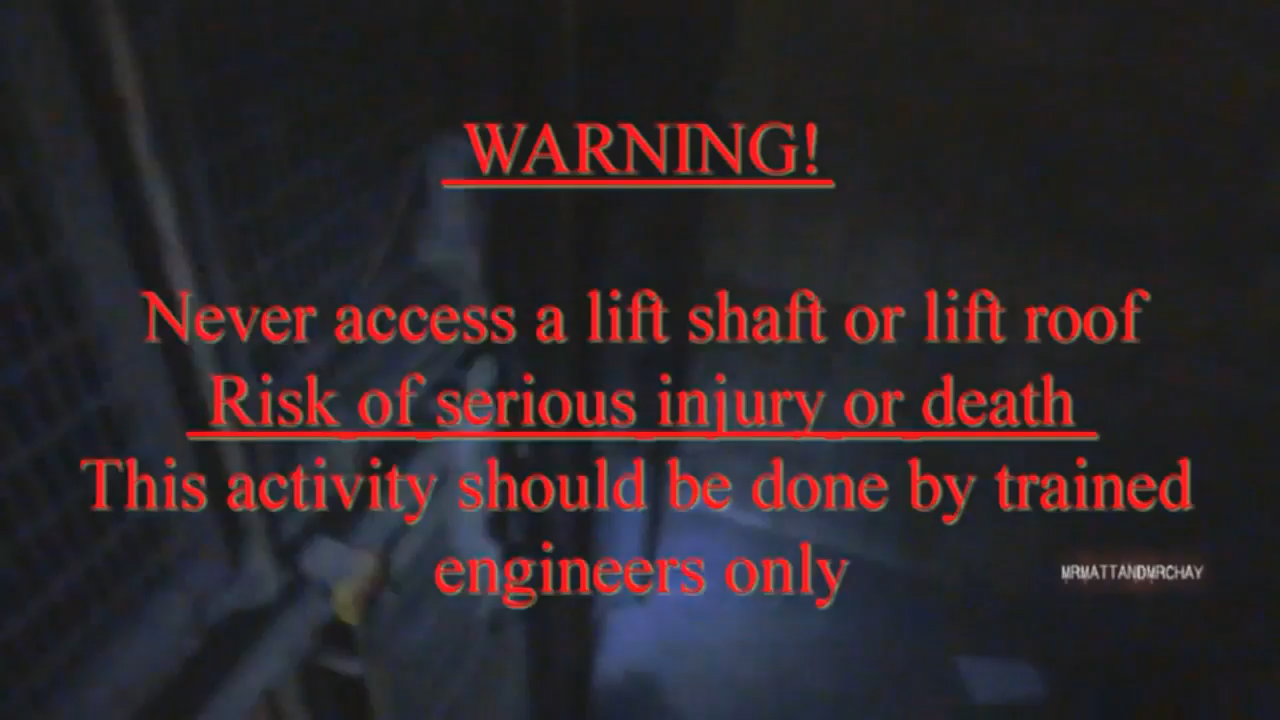 WARNING!
Never access a lift shaft or lift roof
Risk of serious injury or death
This activity should be done by trained
engineers only
MRMATTANDMRCHAY